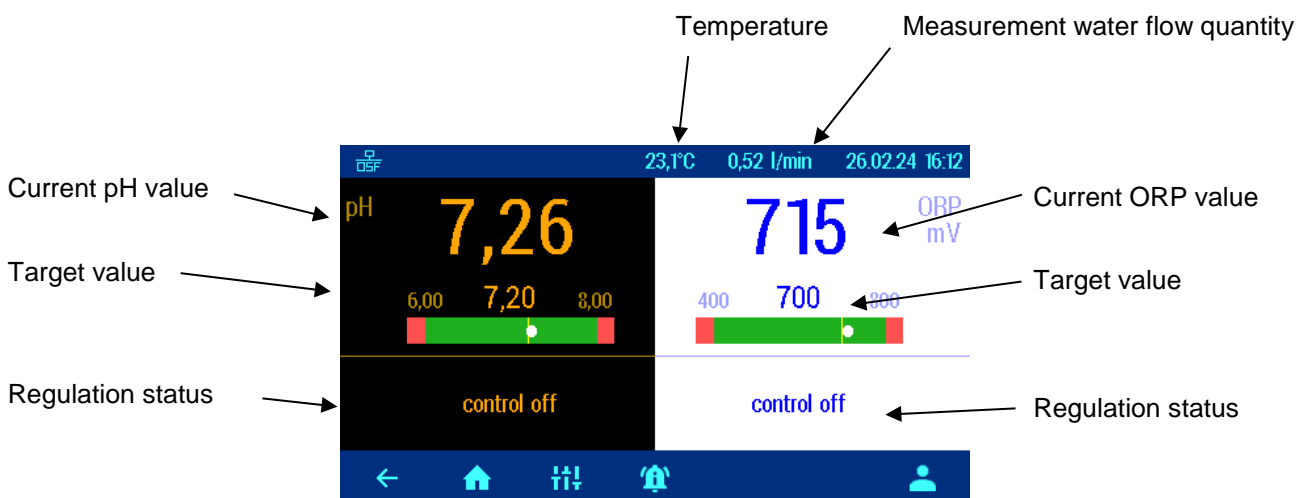 Temperature Measurement water flow quantity
OSF 23,1°C 0,52 l/min 26.02.24 16:12
Current pH value
pH 7,26
715 ORP
mV
Current ORP value
Target value
6,00 7,20 8,00
400 700 800
Target value
Regulation status
control off
control off
Regulation status